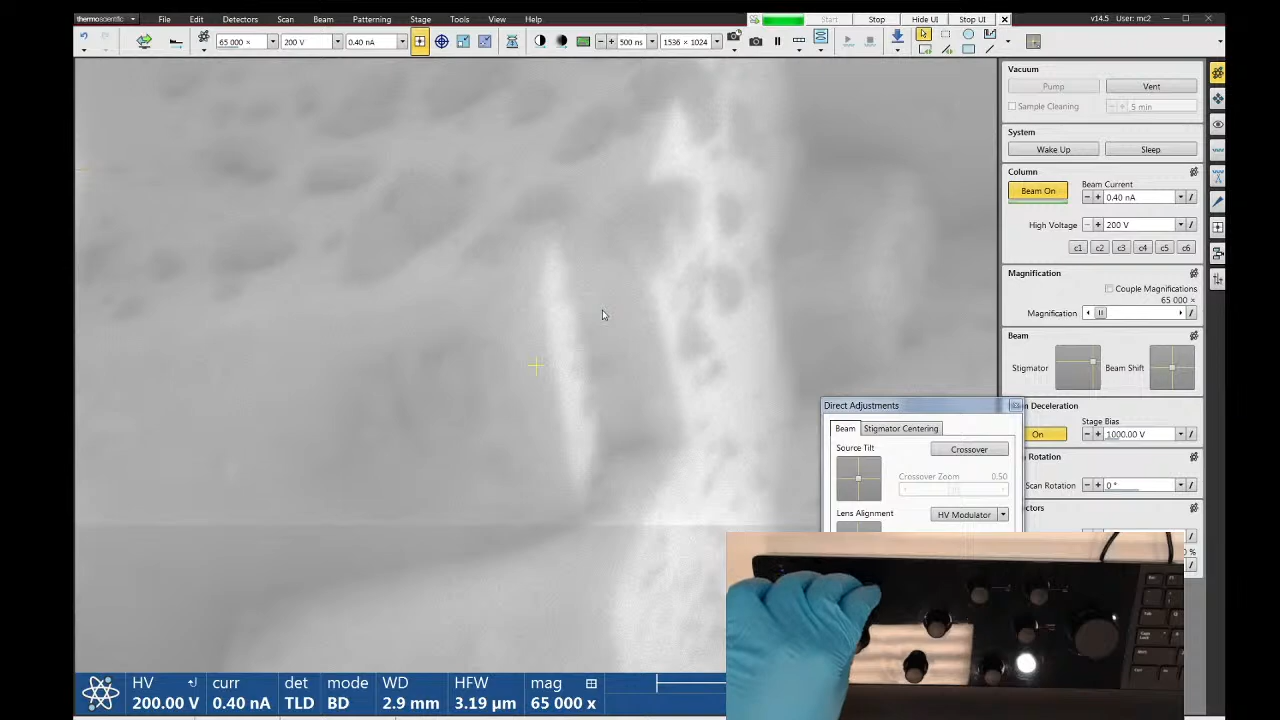 thermoscientific File Edit Detectors Scan Beam Patterning Stage Tools View Help Start Stop Hide UI Stop UI v14.5 User: mc2
65 000 × 200 V 0.40 nA 500 ns 1536 × 1024
Vacuum
Pump Vent
Sample Cleaning 5 min
System
Wake Up Sleep
Column
Beam On Beam Current
0.40 nA
High Voltage 200 V
c1 c2 c3 c4 c5 c6
Magnification
Couple Magnifications
65 000 ×
Magnification
Beam
Stigmator Beam Shift
Direct Adjustments
Deceleration
Beam Stigmator Centering
On Stage Bias
1000.00 V
Source Tilt Crossover
Rotation
Crossover Zoom 0.50
Scan Rotation 0 °
Lens Alignment HV Modulator
HV curr det mode WD HFW mag
200.00 V 0.40 nA TLD BD 2.9 mm 3.19 µm 65 000 x